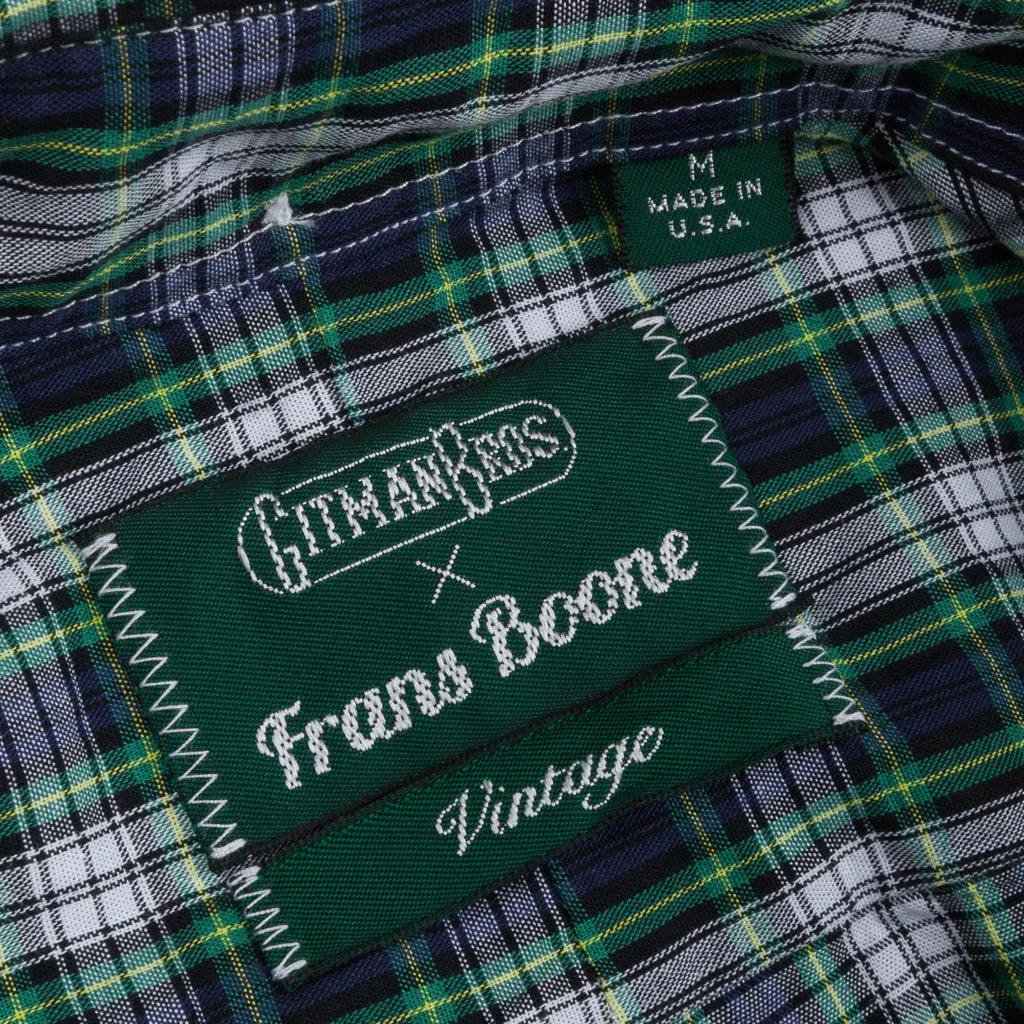 M
MADE IN
U.S.A.
GITMAN BROS
X
Frans Boone
Vintage